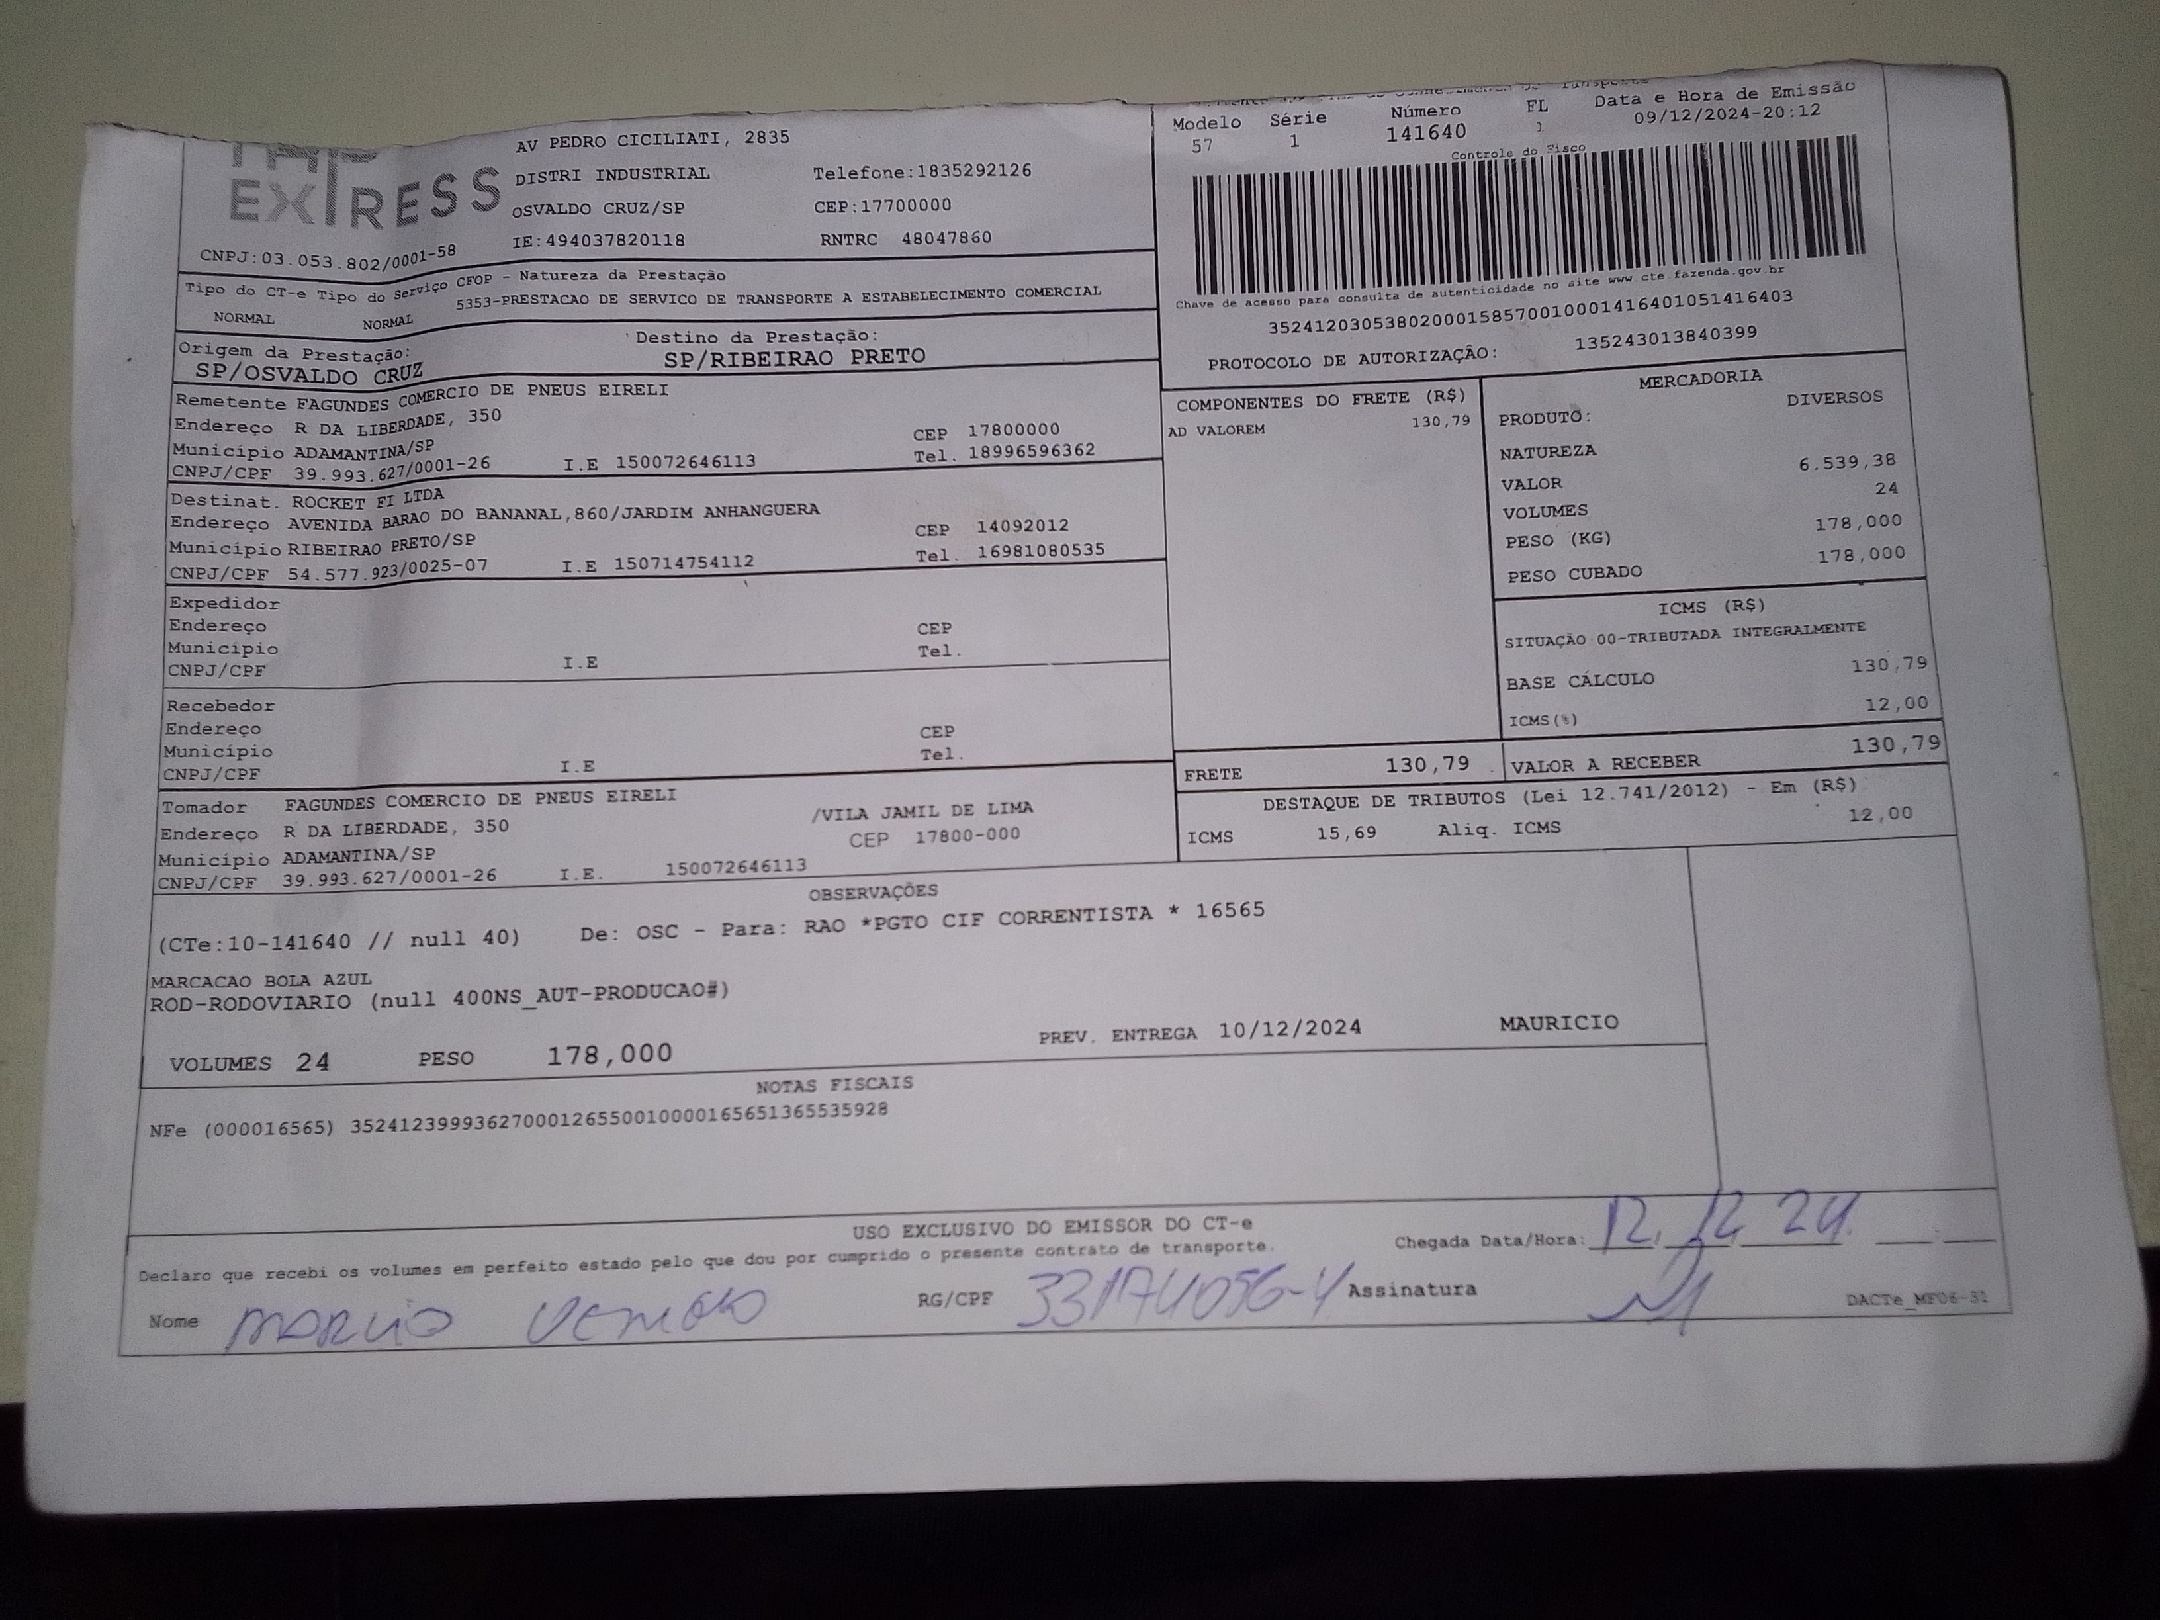 EXPRESS
CNPJ:03.053.802/0001-58
AV PEDRO CICILIATI, 2835
DISTRI INDUSTRIAL Telefone:1835292126
OSVALDO CRUZ/SP CEP:17700000
IE:494037820118 RNTRC 48047860
Modelo Série Número FL Data e Hora de Emissão
57 1 141640 1 09/12/2024-20:12
Controle do Fisco
Chave de acesso para consulta de autenticidade no site www cte.fazenda.gov.br
35241203053802000158570010001416401051416403
PROTOCOLO DE AUTORIZAÇÃO: 135243013840399
Tipo do CT-e Tipo do Serviço CFOP - Natureza da Prestação
NORMAL NORMAL 5353-PRESTACAO DE SERVICO DE TRANSPORTE A ESTABELECIMENTO COMERCIAL
Origem da Prestação: Destino da Prestação:
SP/OSVALDO CRUZ SP/RIBEIRAO PRETO
Remetente FAGUNDES COMERCIO DE PNEUS EIRELI
Endereço R DA LIBERDADE, 350 CEP 17800000
Município ADAMANTINA/SP Tel. 18996596362
CNPJ/CPF 39.993.627/0001-26 I.E 150072646113
Destinat. ROCKET FI LTDA
Endereço AVENIDA BARAO DO BANANAL,860/JARDIM ANHANGUERA CEP 14092012
Município RIBEIRAO PRETO/SP Tel. 16981080535
CNPJ/CPF 54.577.923/0025-07 I.E 150714754112
Expedidor
Endereço CEP
Município Tel.
CNPJ/CPF I.E
Recebedor
Endereço CEP
Município Tel.
CNPJ/CPF I.E
Tomador FAGUNDES COMERCIO DE PNEUS EIRELI /VILA JAMIL DE LIMA
Endereço R DA LIBERDADE, 350 CEP 17800-000
Município ADAMANTINA/SP
CNPJ/CPF 39.993.627/0001-26 I.E. 150072646113
COMPONENTES DO FRETE (R$)
AD VALOREM 130,79
MERCADORIA
PRODUTO: DIVERSOS
NATUREZA
VALOR 6.539,38
VOLUMES 24
PESO (KG) 178,000
PESO CUBADO 178,000
ICMS (R$)
SITUAÇÃO 00-TRIBUTADA INTEGRALMENTE
BASE CÁLCULO 130,79
ICMS(%) 12,00
FRETE 130,79 VALOR A RECEBER 130,79
DESTAQUE DE TRIBUTOS (Lei 12.741/2012) - Em (R$)
ICMS 15,69 Aliq. ICMS 12,00
OBSERVAÇÕES
(CTe:10-141640 // null 40) De: OSC - Para: RAO *PGTO CIF CORRENTISTA * 16565
MARCACAO BOLA AZUL
ROD-RODOVIARIO (null 400NS_AUT-PRODUCAO#)
VOLUMES 24 PESO 178,000 PREV. ENTREGA 10/12/2024 MAURICIO
NOTAS FISCAIS
NFe (000016565) 35241239993627000126550010000165651365535928
USO EXCLUSIVO DO EMISSOR DO CT-e
Declaro que recebi os volumes em perfeito estado pelo que dou por cumprido o presente contrato de transporte. Chegada Data/Hora: 12. 12 24.
Nome RG/CPF Assinatura
DACTe_MF06-S1